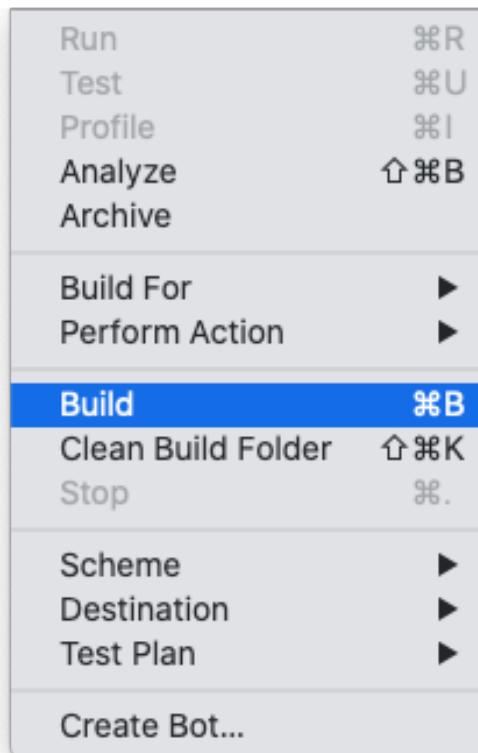 Run ⌘R
Test ⌘U
Profile ⌘I
Analyze ⇧⌘B
Archive
Build For ▶
Perform Action ▶
Build ⌘B
Clean Build Folder ⇧⌘K
Stop ⌘.
Scheme ▶
Destination ▶
Test Plan ▶
Create Bot...